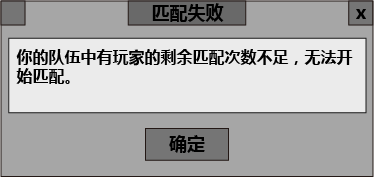 匹配失败
x
你的队伍中有玩家的剩余匹配次数不足，无法开
始匹配。
确定